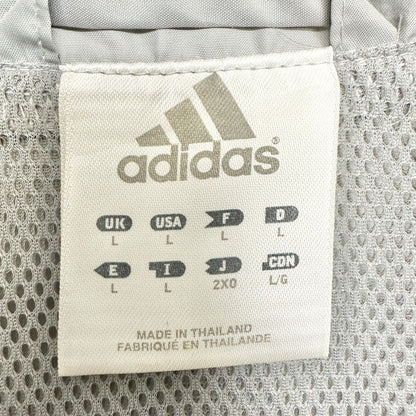 adidas®
UK USA F D
L L L L
E I J CDN
L L 2XO L/G
MADE IN THAILAND
FABRIQUÉ EN THAILANDE